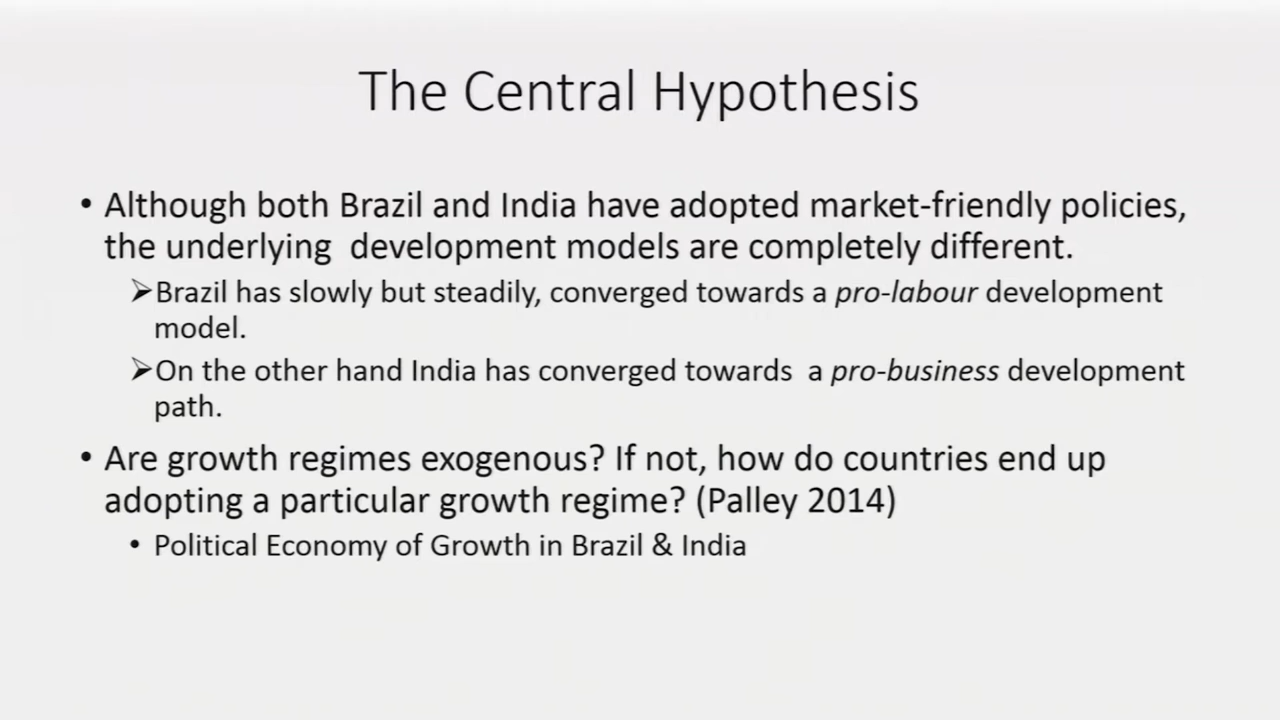 The Central Hypothesis
• Although both Brazil and India have adopted market-friendly policies,
the underlying  development models are completely different.
➢Brazil has slowly but steadily, converged towards a pro-labour development
model.
➢On the other hand India has converged towards  a pro-business development
path.
• Are growth regimes exogenous? If not, how do countries end up
adopting a particular growth regime? (Palley 2014)
• Political Economy of Growth in Brazil & India